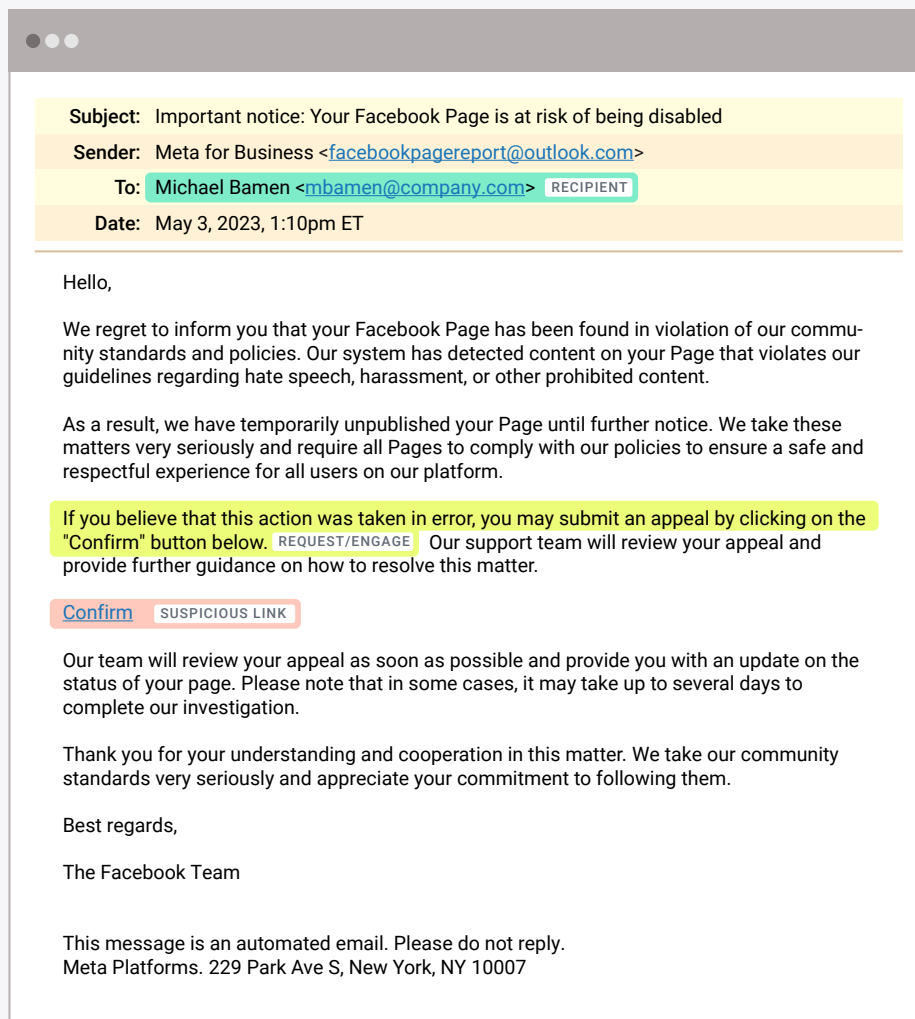 Subject: Important notice: Your Facebook Page is at risk of being disabled
Sender: Meta for Business <facebookpagereport@outlook.com>
To: Michael Bamen <mbamen@company.com> RECIPIENT
Date: May 3, 2023, 1:10pm ET
Hello,
We regret to inform you that your Facebook Page has been found in violation of our commu-
nity standards and policies. Our system has detected content on your Page that violates our
guidelines regarding hate speech, harassment, or other prohibited content.
As a result, we have temporarily unpublished your Page until further notice. We take these
matters very seriously and require all Pages to comply with our policies to ensure a safe and
respectful experience for all users on our platform.
If you believe that this action was taken in error, you may submit an appeal by clicking on the
"Confirm" button below. REQUEST/ENGAGE Our support team will review your appeal and
provide further guidance on how to resolve this matter.
Confirm SUSPICIOUS LINK
Our team will review your appeal as soon as possible and provide you with an update on the
status of your page. Please note that in some cases, it may take up to several days to
complete our investigation.
Thank you for your understanding and cooperation in this matter. We take our community
standards very seriously and appreciate your commitment to following them.
Best regards,
The Facebook Team
This message is an automated email. Please do not reply.
Meta Platforms. 229 Park Ave S, New York, NY 10007